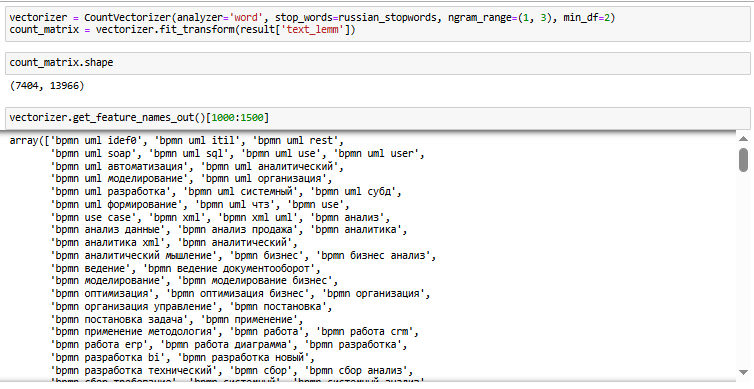 vectorizer = CountVectorizer(analyzer='word', stop_words=russian_stopwords, ngram_range=(1, 3), min_df=2)
count_matrix = vectorizer.fit_transform(result['text_lemm'])
count_matrix.shape
(7404, 13966)
vectorizer.get_feature_names_out()[1000:1500]
array(['bpmn uml idef0', 'bpmn uml itil', 'bpmn uml rest',
'bpmn uml soap', 'bpmn uml sql', 'bpmn uml use', 'bpmn uml user',
'bpmn uml автоматизация', 'bpmn uml аналитический',
'bpmn uml моделирование', 'bpmn uml организация',
'bpmn uml разработка', 'bpmn uml системный', 'bpmn uml субд',
'bpmn uml формирование', 'bpmn uml чтз', 'bpmn use',
'bpmn use case', 'bpmn xml', 'bpmn xml uml', 'bpmn анализ',
'bpmn анализ данные', 'bpmn анализ продажа', 'bpmn аналитика',
'bpmn аналитика xml', 'bpmn аналитический',
'bpmn аналитический мышление', 'bpmn бизнес', 'bpmn бизнес анализ',
'bpmn ведение', 'bpmn ведение документооборот',
'bpmn моделирование', 'bpmn моделирование бизнес',
'bpmn оптимизация', 'bpmn оптимизация бизнес', 'bpmn организация',
'bpmn организация управление', 'bpmn постановка',
'bpmn постановка задача', 'bpmn применение',
'bpmn применение методология', 'bpmn работа', 'bpmn работа crm',
'bpmn работа erp', 'bpmn работа диаграмма', 'bpmn разработка',
'bpmn разработка bi', 'bpmn разработка новый',
'bpmn разработка технический', 'bpmn сбор', 'bpmn сбор анализ',
'bpmn сбор требование', 'bpmn системный', 'bpmn системный анализ',